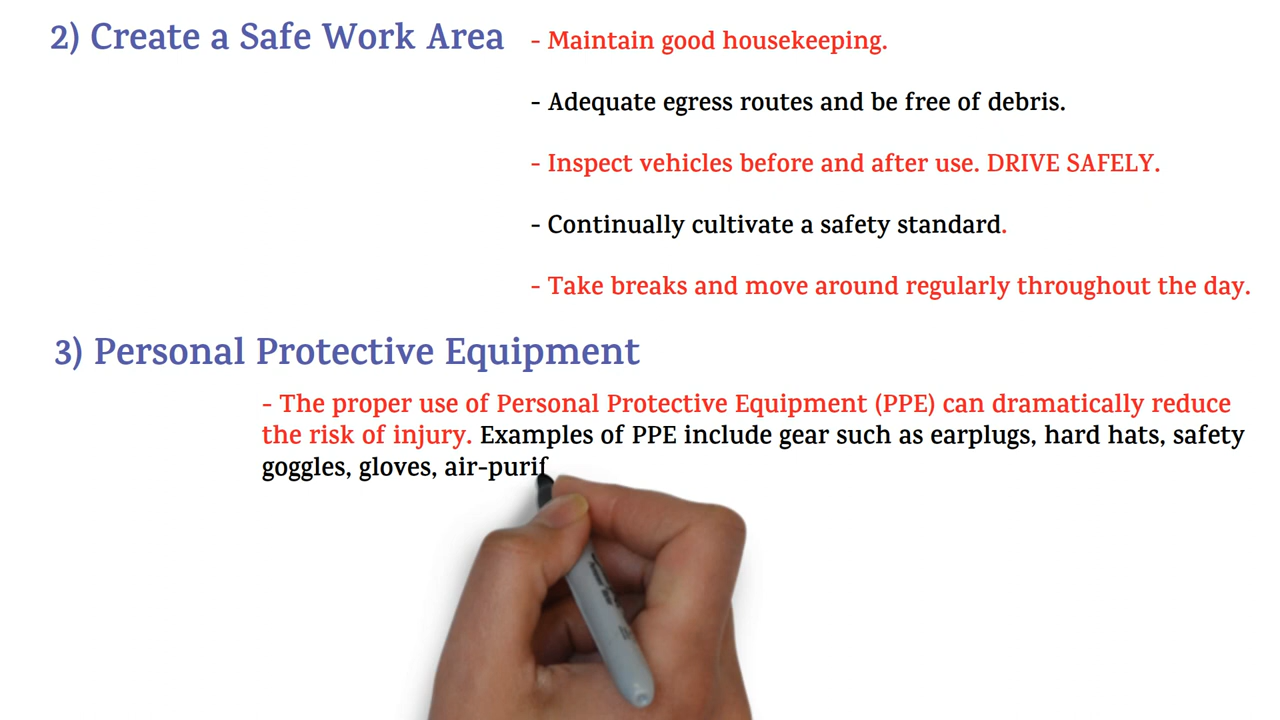 2) Create a Safe Work Area - Maintain good housekeeping.
- Adequate egress routes and be free of debris.
- Inspect vehicles before and after use. DRIVE SAFELY.
- Continually cultivate a safety standard.
- Take breaks and move around regularly throughout the day.
3) Personal Protective Equipment
- The proper use of Personal Protective Equipment (PPE) can dramatically reduce
the risk of injury. Examples of PPE include gear such as earplugs, hard hats, safety
goggles, gloves, air-purif